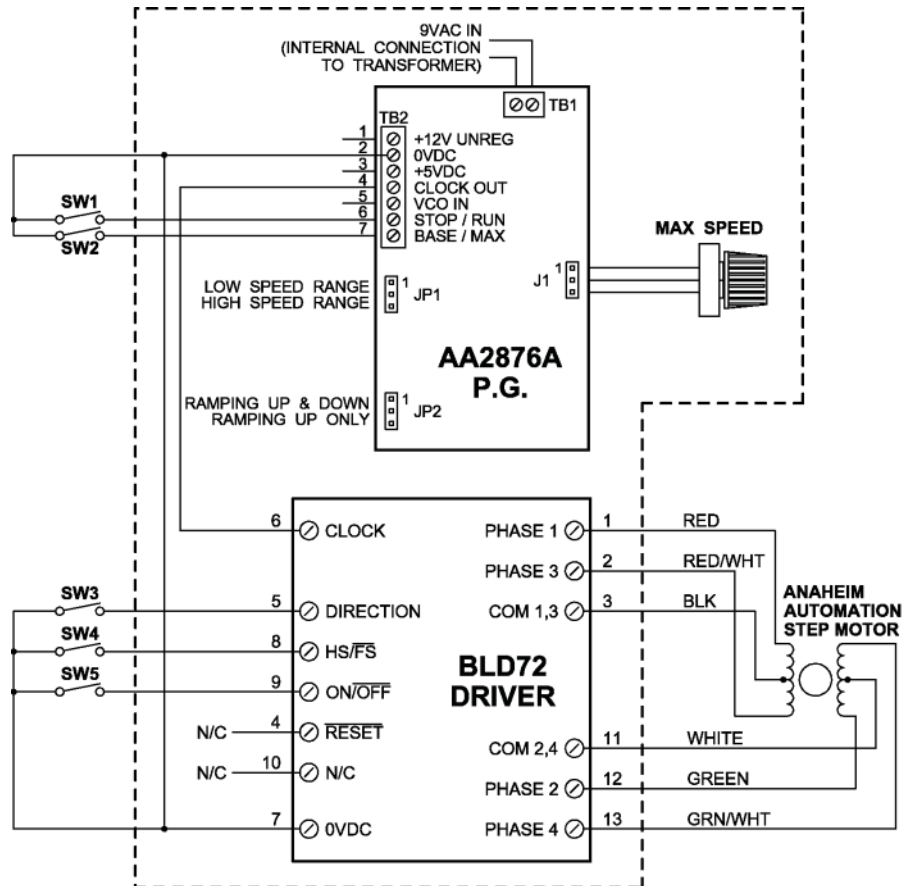 9VAC IN
(INTERNAL CONNECTION
TO TRANSFORMER)
TB1
TB2
1 +12V UNREG
2 0VDC
3 +5VDC
4 CLOCK OUT
5 VCO IN
6 STOP / RUN
7 BASE / MAX
SW1
SW2
MAX SPEED
J1 1
LOW SPEED RANGE
HIGH SPEED RANGE
1
JP1
AA2876A
P.G.
RAMPING UP & DOWN
RAMPING UP ONLY
1
JP2
6 CLOCK
PHASE 1 1 RED
PHASE 3 2 RED/WHT
COM 1,3 3 BLK
SW3
5 DIRECTION
SW4
8 HS/FS
SW5
9 ON/OFF
N/C 4 RESET
N/C 10 N/C
7 0VDC
BLD72
DRIVER
ANAHEIM
AUTOMATION
STEP MOTOR
COM 2,4 11 WHITE
PHASE 2 12 GREEN
PHASE 4 13 GRN/WHT